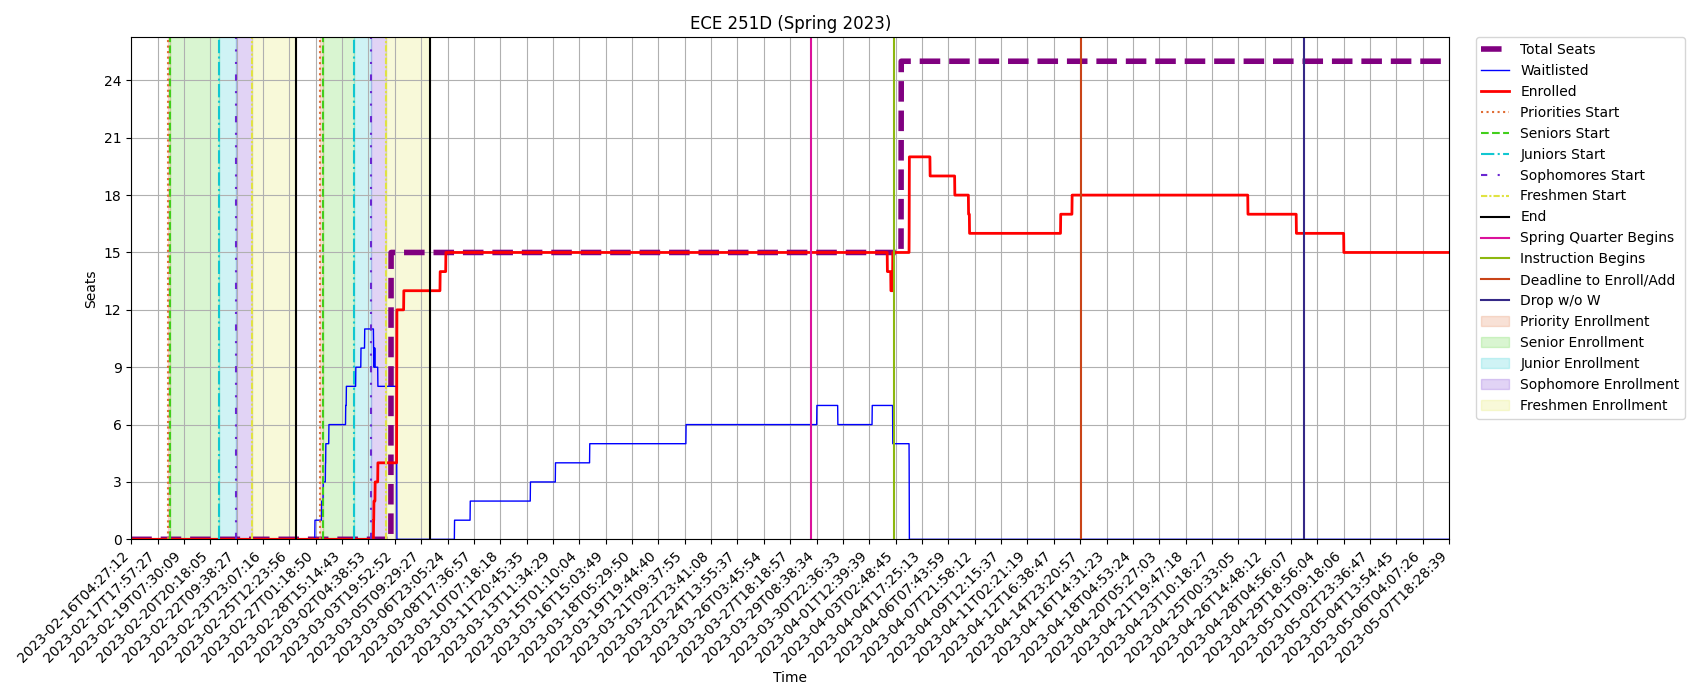 ECE 251D (Spring 2023)
Seats
24
21
18
15
12
9
6
3
0
2023-02-16T04:27:12
2023-02-17T17:57:27
2023-02-19T07:30:09
2023-02-20T20:18:05
2023-02-22T09:38:27
2023-02-23T23:07:16
2023-02-25T12:23:56
2023-02-27T01:18:50
2023-02-28T15:14:43
2023-03-02T04:38:53
2023-03-03T19:52:52
2023-03-05T09:29:27
2023-03-06T23:05:24
2023-03-08T17:36:57
2023-03-10T07:18:18
2023-03-11T20:45:35
2023-03-13T11:34:29
2023-03-15T01:10:04
2023-03-16T15:03:49
2023-03-18T05:29:50
2023-03-19T19:44:40
2023-03-21T09:37:55
2023-03-22T23:41:08
2023-03-24T13:55:37
2023-03-26T03:45:54
2023-03-27T18:18:57
2023-03-29T08:38:34
2023-03-30T22:36:33
2023-04-01T12:39:39
2023-04-03T02:48:45
2023-04-04T17:25:13
2023-04-06T07:43:59
2023-04-07T21:58:12
2023-04-09T12:15:37
2023-04-11T02:21:19
2023-04-12T16:38:47
2023-04-14T23:20:57
2023-04-16T14:31:23
2023-04-18T04:53:24
2023-04-20T05:27:03
2023-04-21T19:47:18
2023-04-23T10:18:27
2023-04-25T00:33:05
2023-04-26T14:48:12
2023-04-28T04:56:07
2023-04-29T18:56:04
2023-05-01T09:18:06
2023-05-02T23:36:47
2023-05-04T13:54:45
2023-05-06T04:07:26
2023-05-07T18:28:39
Time
Total Seats
Waitlisted
Enrolled
Priorities Start
Seniors Start
Juniors Start
Sophomores Start
Freshmen Start
End
Spring Quarter Begins
Instruction Begins
Deadline to Enroll/Add
Drop w/o W
Priority Enrollment
Senior Enrollment
Junior Enrollment
Sophomore Enrollment
Freshmen Enrollment